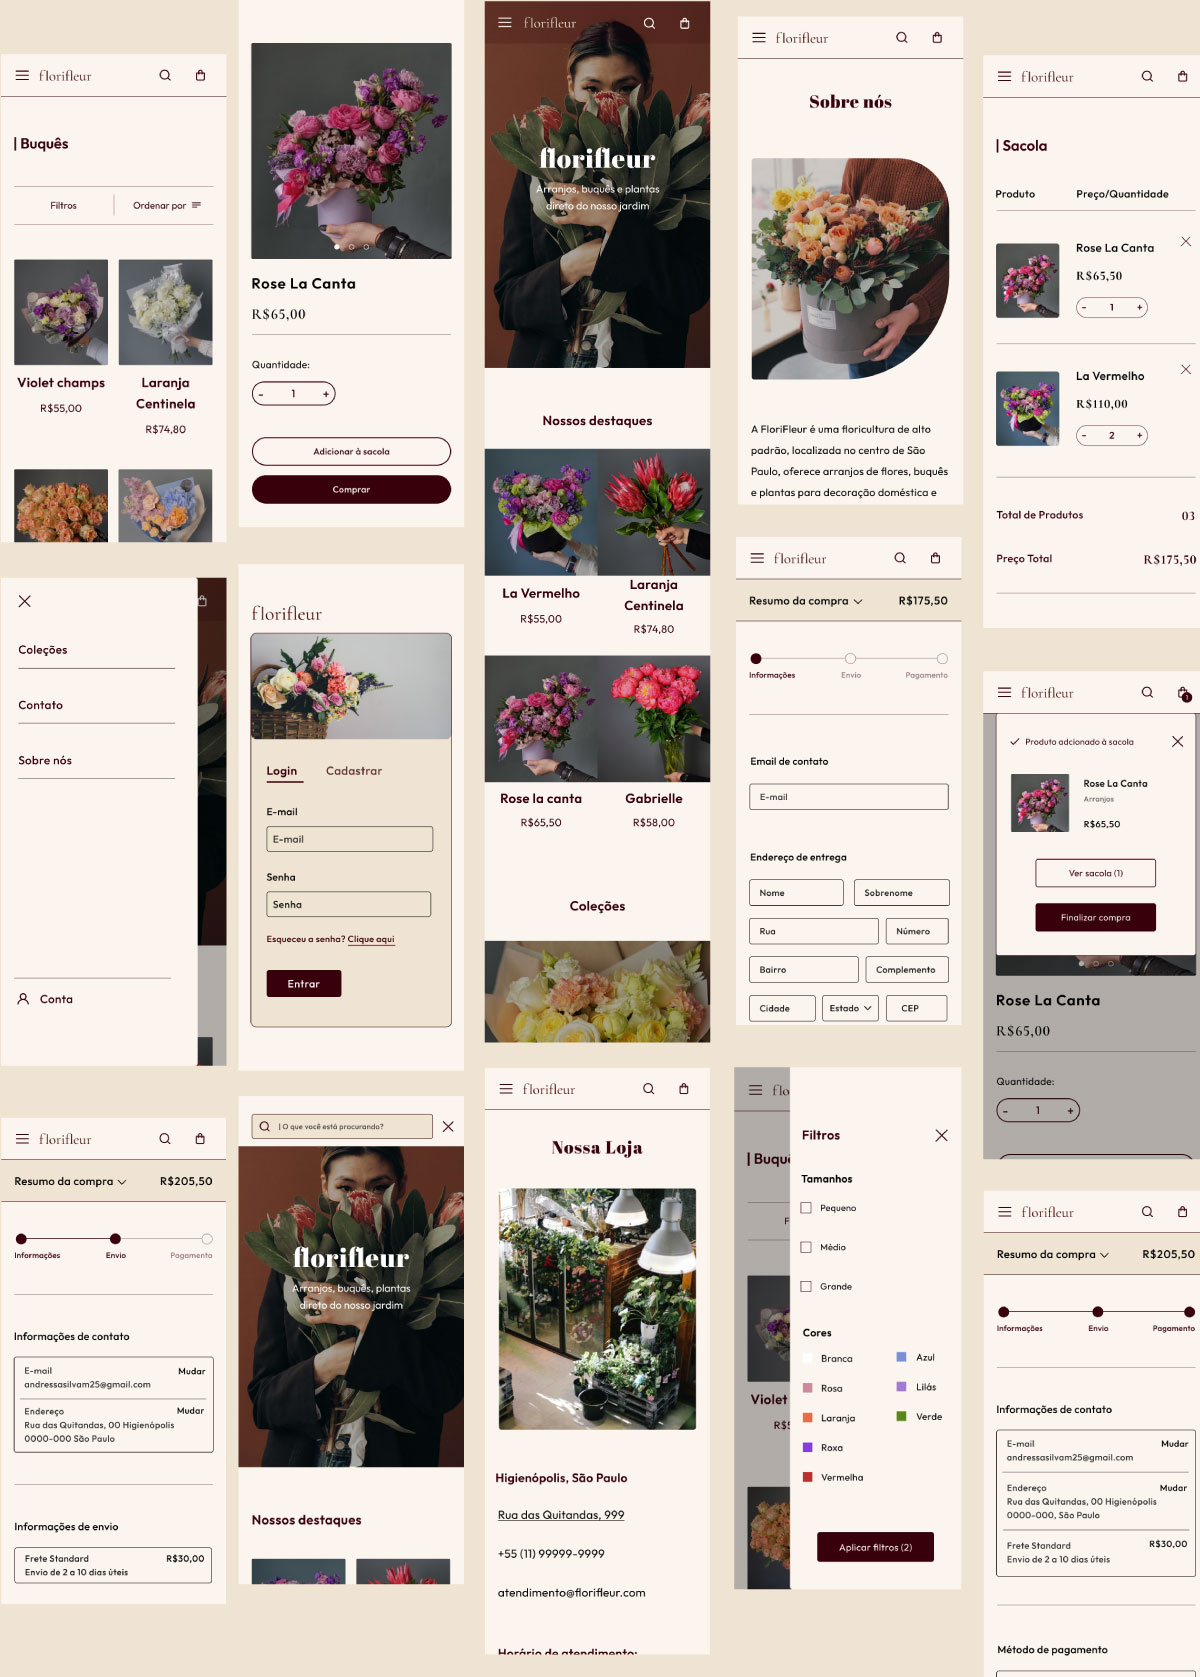 florifleur
| Buquês
Filtros
Ordenar por
Violet champs
R$55,00
Laranja
Centinela
R$74,80
Coleções
Contato
Sobre nós
Conta
florifleur
Resumo da compra
R$205,50
Informações
Envio
Pagamento
Informações de contato
E-mail
Mudar
andressasilvam25@gmail.com
Endereço
Mudar
Rua das Quitandas, 00 Higienópolis
0000-000 São Paulo
Informações de envio
Frete Standard
R$30,00
Envio de 2 a 10 dias úteis
Rose La Canta
R$65,00
Quantidade:
- 1 +
Adicionar à sacola
Comprar
florifleur
Login
Cadastrar
E-mail
E-mail
Senha
Senha
Esqueceu a senha? Clique aqui
Entrar
| O que você está procurando?
florifleur
Arranjos, buquês, plantas
direto do nosso jardim
Nossos destaques
florifleur
florifleur
Arranjos, buquês e plantas
direto do nosso jardim
Nossos destaques
La Vermelho
R$55,00
Laranja
Centinela
R$74,80
Rose la canta
R$65,50
Gabrielle
R$58,00
Coleções
florifleur
Nossa Loja
Higienópolis, São Paulo
Rua das Quitandas, 999
+55 (11) 99999-9999
atendimento@florifleur.com
Horário de atendimento:
florifleur
Sobre nós
A FloriFleur é uma floricultura de alto
padrão, localizada no centro de São
Paulo, oferece arranjos de flores, buquês
e plantas para decoração doméstica e
florifleur
Resumo da compra
R$175,50
Informações
Envio
Pagamento
Email de contato
E-mail
Endereço de entrega
Nome
Sobrenome
Rua
Número
Bairro
Complemento
Cidade
Estado
CEP
flo
| Buquê
F
Violet
R$5
Filtros
Tamanhos
Pequeno
Médio
Grande
Cores
Branca
Azul
Rosa
Lilás
Laranja
Verde
Roxa
Vermelha
Aplicar filtros (2)
florifleur
| Sacola
Produto
Preço/Quantidade
Rose La Canta
R$65,50
- 1 +
La Vermelho
R$110,00
- 2 +
Total de Produtos
03
Preço Total
R$175,50
florifleur
1
Produto adcionado à sacola
Rose La Canta
Arranjos
R$65,50
Ver sacola (1)
Finalizar compra
Rose La Canta
R$65,00
Quantidade:
- 1 +
florifleur
Resumo da compra
R$205,50
Informações
Envio
Pagamento
Informações de contato
E-mail
Mudar
andressasilvam25@gmail.com
Endereço
Mudar
Rua das Quitandas, 00 Higienópolis
0000-000, São Paulo
Frete Standard
R$30,00
Envio de 2 a 10 dias úteis
Método de pagamento